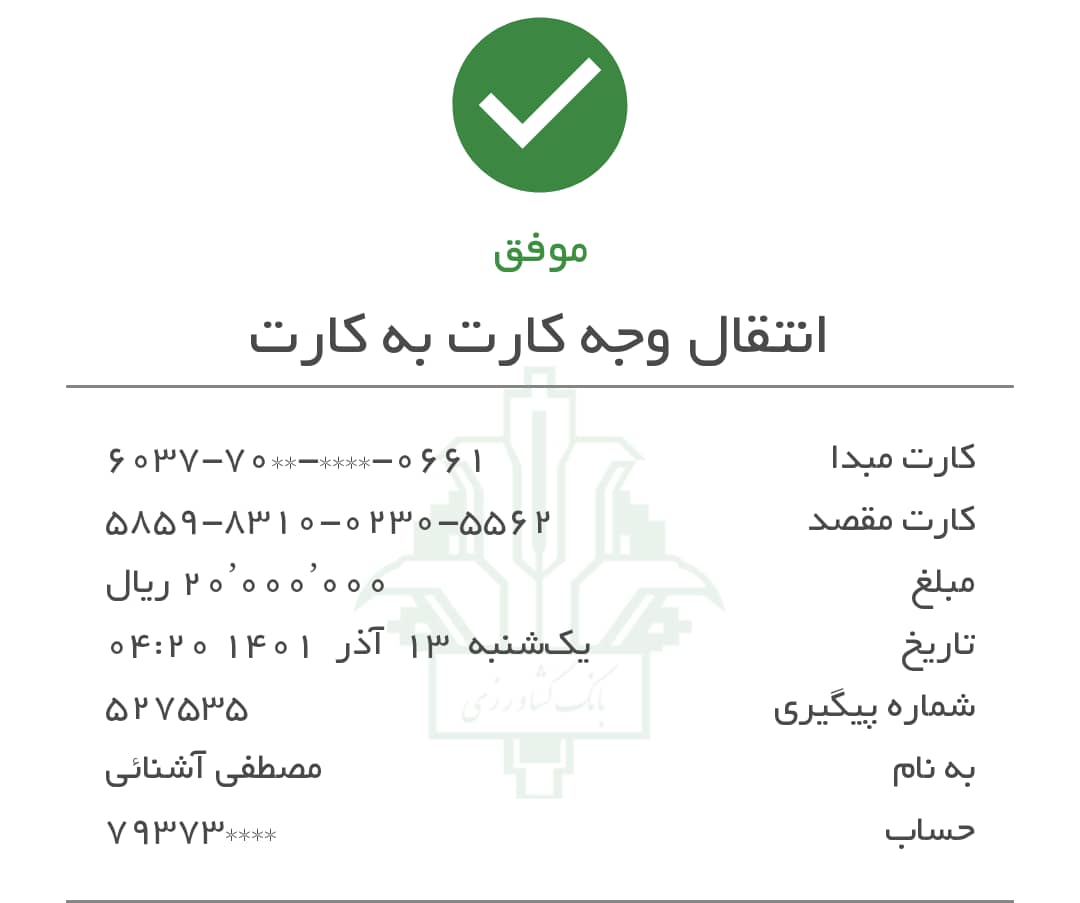 موفق
انتقال وجه کارت به کارت
کارت مبدا ۶۰۳۷-۷۰**-****-۰۶۶۱
کارت مقصد ۵۸۵۹-۸۳۱۰-۰۲۳۰-۵۵۶۲
مبلغ ۲۰٬۰۰۰٬۰۰۰ ریال
تاریخ یک‌شنبه ۱۳ آذر ۱۴۰۱ ۰۴:۲۰
شماره پیگیری ۵۲۷۵۳۵
به نام مصطفی آشنائی
حساب ۷۹۳۷۳****
بانک کشاورزی